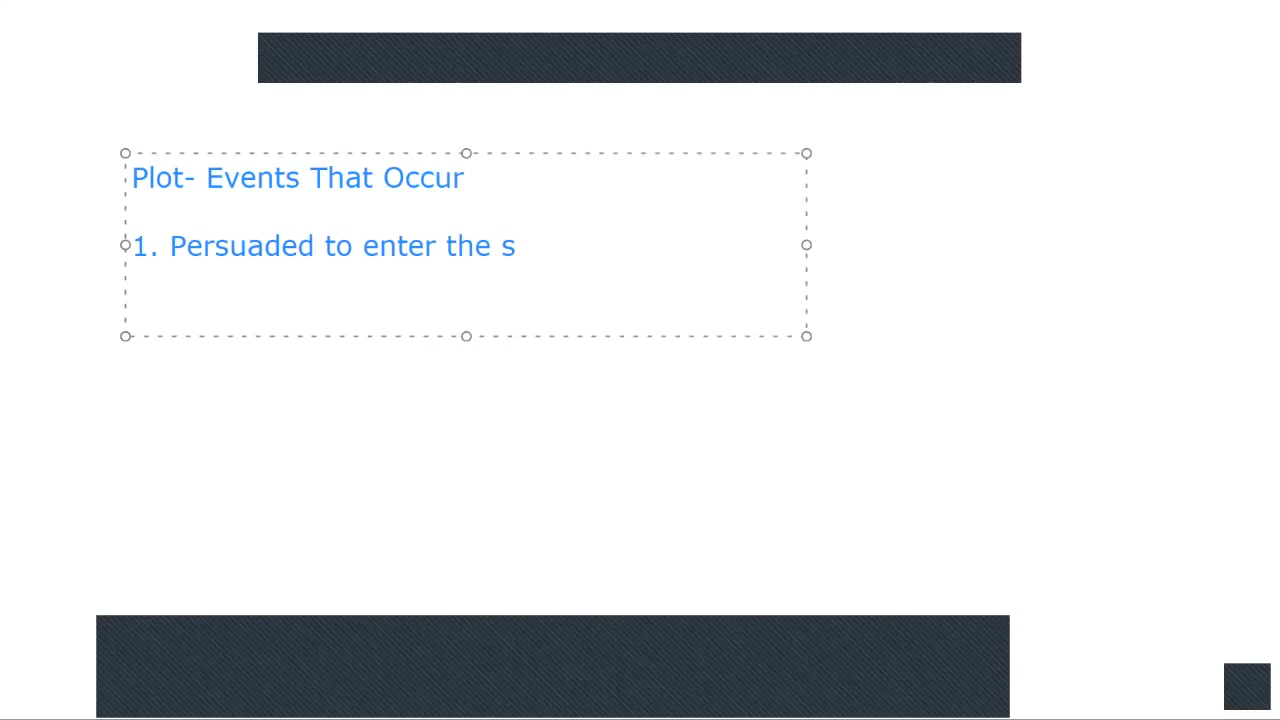 Plot- Events That Occur
1. Persuaded to enter the s